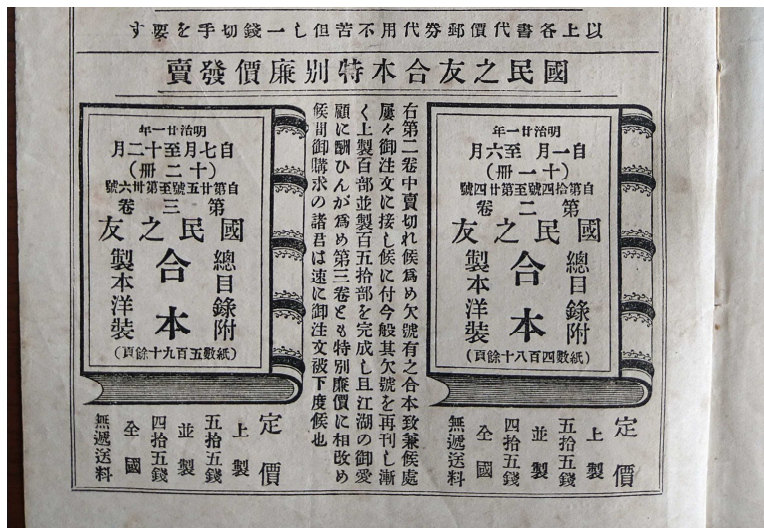 以上各書代價郵券代用不苦但し一錢切手を要す
國民之友合本特別廉價發賣
明治廿一年
自一月至六月
(十一冊)
自第拾四號至第廿四號
第二卷
國民之友
總目錄附
合本
製本洋裝
(紙數四百八十餘頁)
定價
上製
五拾五錢
並製
四拾五錢
全國
無遞送料
右第二卷中賣切れ候爲め欠號有之合本致兼候處
屢々御注文に接し候に付今般其欠號を再刊し漸
く上製百部並製百五拾部を完成し且江湖の御愛
顧に酬ひんが爲め第三卷とも特別廉價に相改め
候間御購求の諸君は速に御注文被下度候也
明治廿一年
自七月至十二月
(十二冊)
自第廿五號至第卅六號
第三卷
國民之友
總目錄附
合本
製本洋裝
(紙數五百九十餘頁)
定價
上製
五拾五錢
並製
四拾五錢
全國
無遞送料